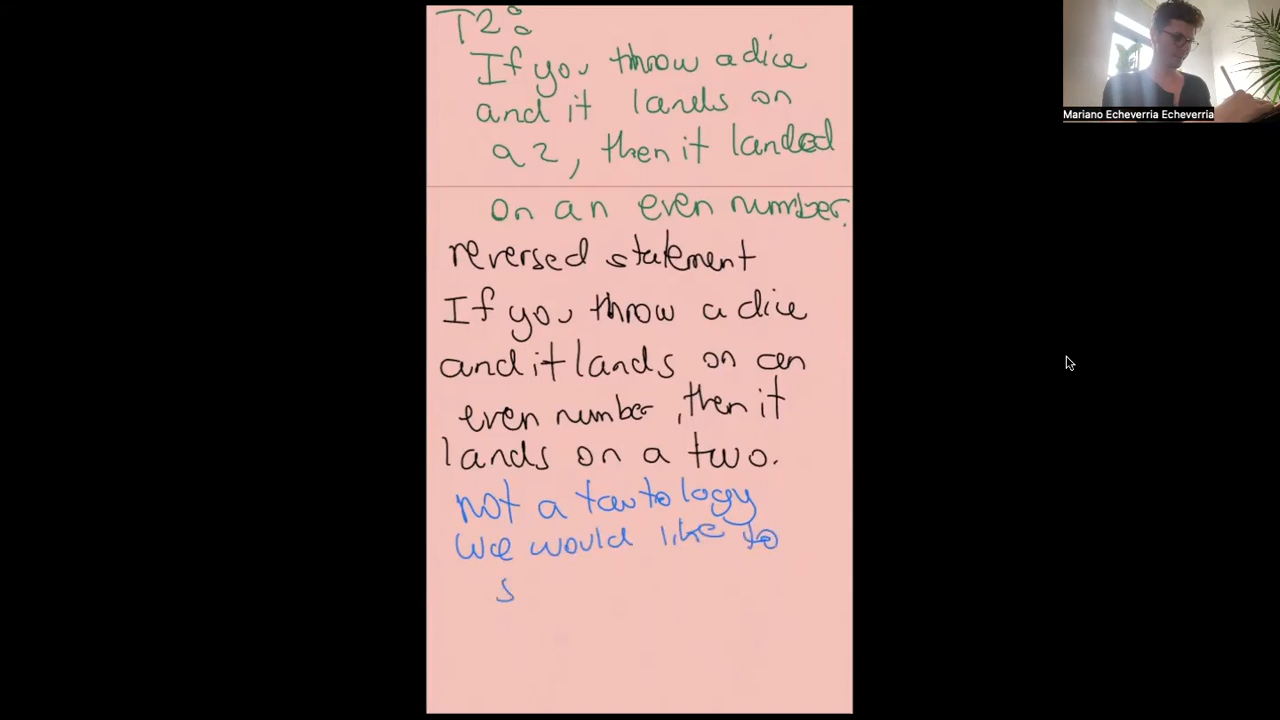 T2:
If you throw a dice
and it lands on
a 2, then it landed
on an even number.
reversed statement
If you throw a dice
and it lands on an
even number, then it
lands on a two.
not a tautology
We would like to
s
Mariano Echeverria Echeverria